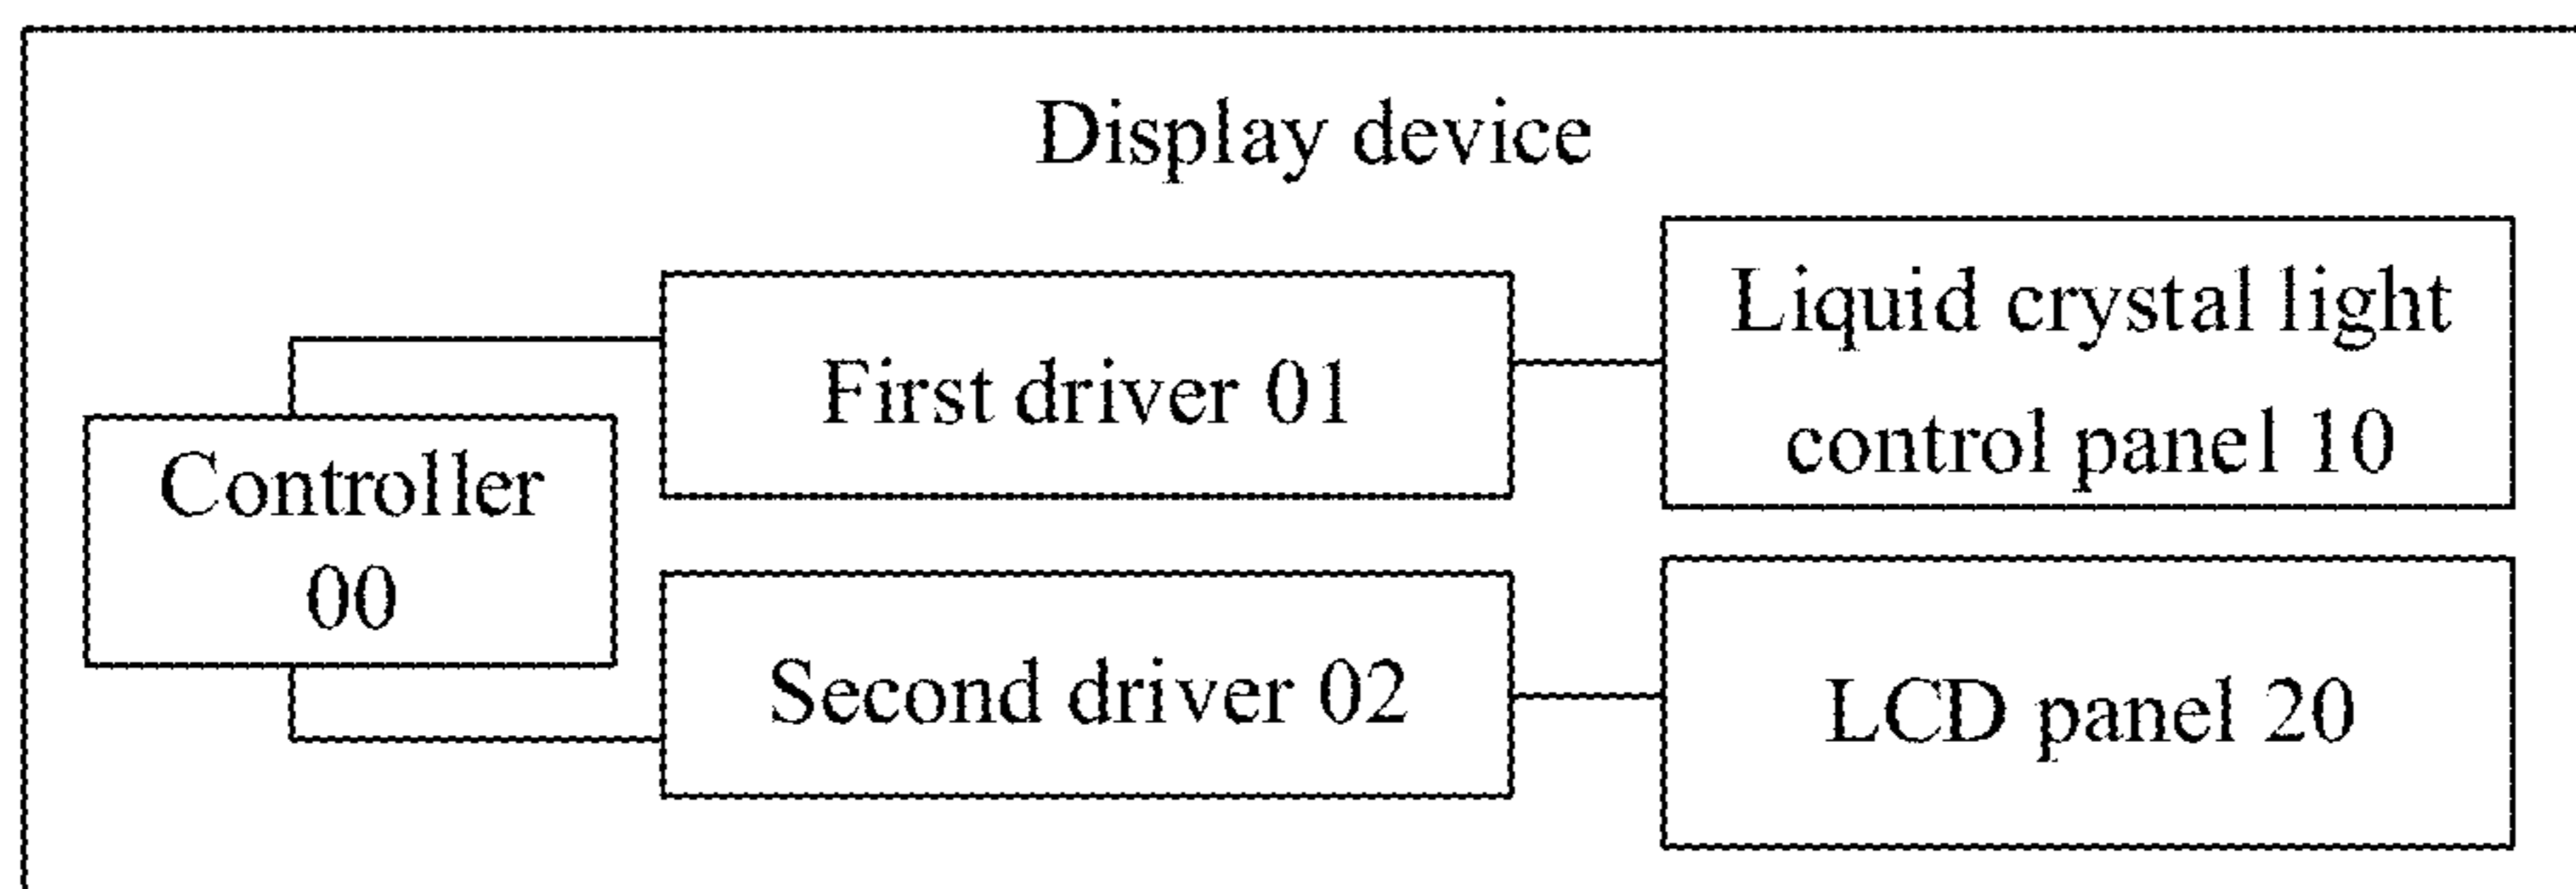 Display device
Controller
00
First driver 01
Liquid crystal light
control panel 10
Second driver 02
LCD panel 20